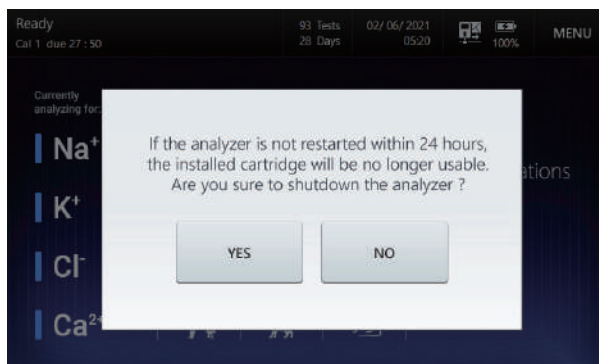 Ready
93 Tests
02/06/2021
MENU
Cal 1 due 27:50
28 Days
05:20
100%
Currently
analyzing for:
Na+
If the analyzer is not restarted within 24 hours,
the installed cartridge will be no longer usable.
Are you sure to shutdown the analyzer ?
K+
YES
NO
Cl-
Ca2+